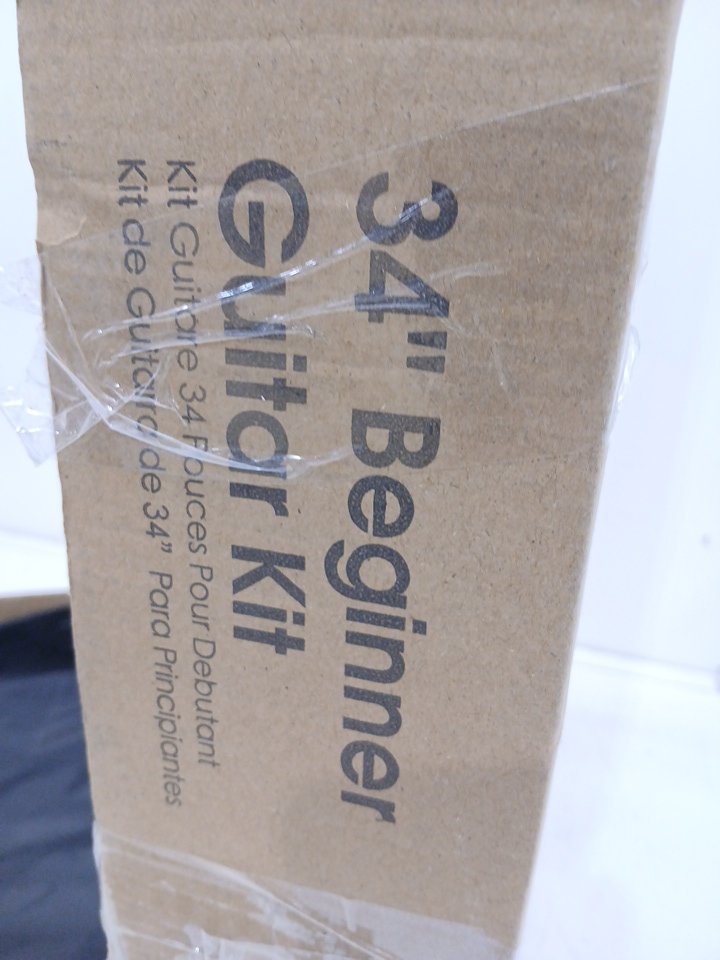 34" Beginner
Guitar Kit
Kit Guitare 34 Pouces Pour Debutant
Kit de Guitarra de 34” Para Principiantes